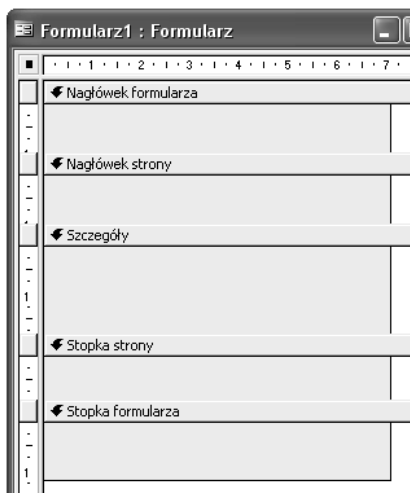 Formularz1 : Formularz
1 2 3 4 5 6 7
Nagłówek formularza
Nagłówek strony
Szczegóły
1
Stopka strony
Stopka formularza
1